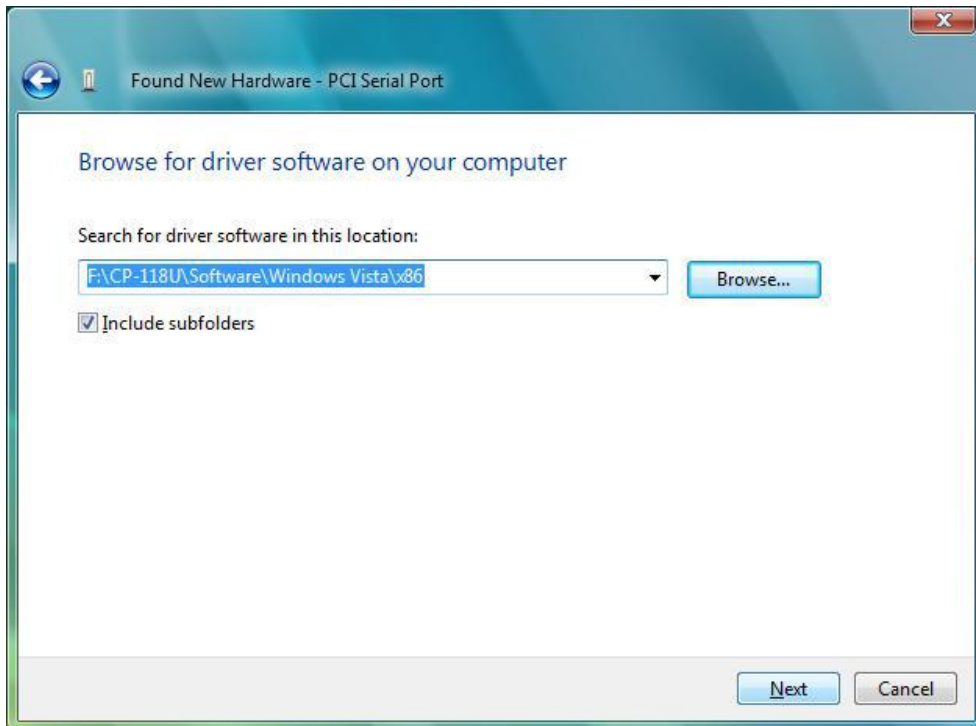 Found New Hardware - PCI Serial Port
Browse for driver software on your computer
Search for driver software in this location:
F:\CP-118U\Software\Windows Vista\x86
Browse...
Include subfolders
Next
Cancel